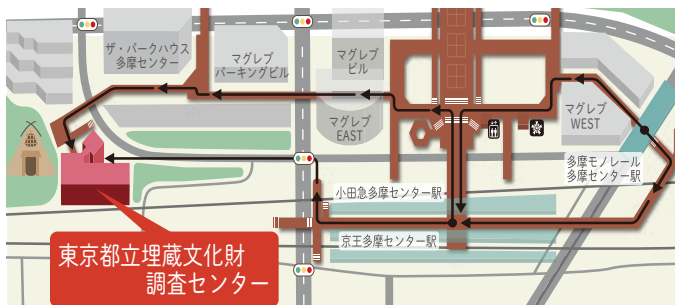 ザ・パークハウス
多摩センター
マグレブ
パーキングビル
マグレブ
ビル
マグレブ
EAST
マグレブ
WEST
多摩モノレール
多摩センター駅
小田急多摩センター駅
京王多摩センター駅
東京都立埋蔵文化財
調査センター